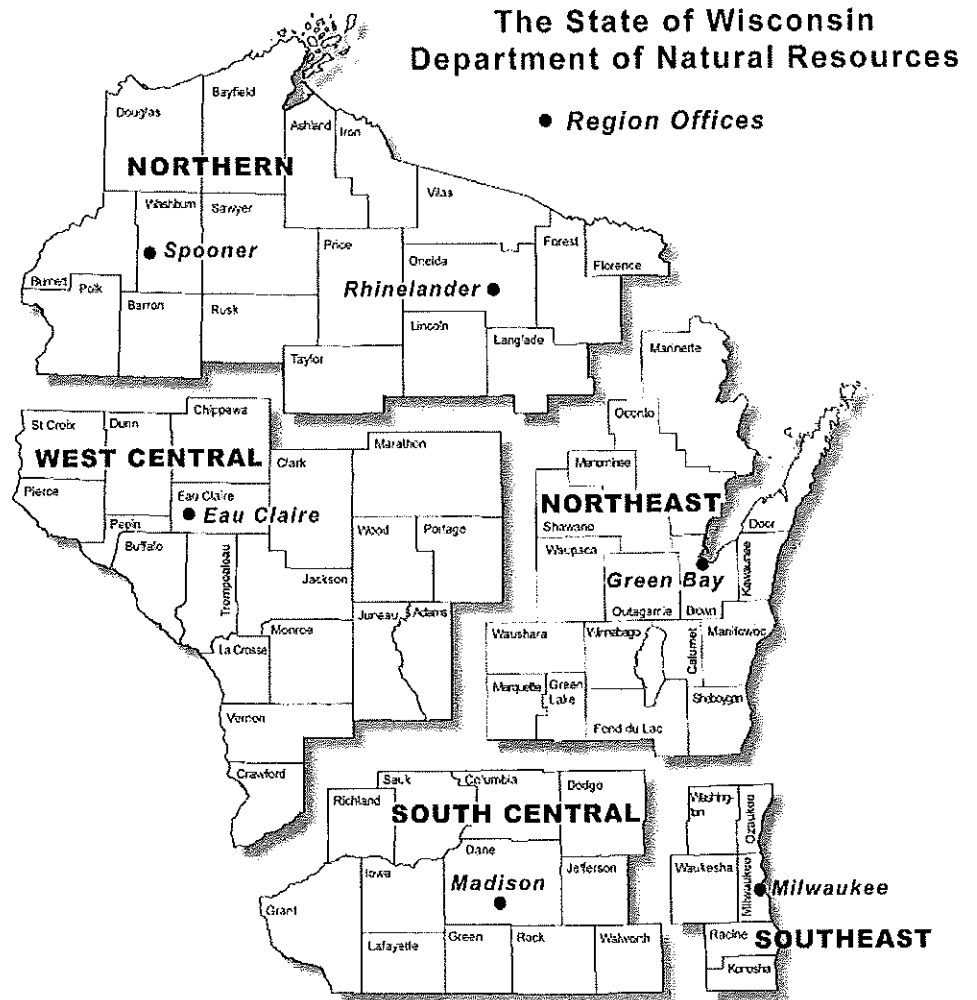 The State of Wisconsin
Department of Natural Resources
● Region Offices
Douglas
Bayfield
Ashland
Iron
NORTHERN
Vilas
Washburn
Sawyer
Spooner
Price
Oneida
Forest
Florence
Burnett
Polk
Barron
Rusk
Rhinelander
Lincoln
Langlade
Taylor
Marinette
Chippewa
St Croix
Dunn
Oconto
Marathon
WEST CENTRAL
Clark
Menominee
Pierce
Eau Claire
Eau Claire
NORTHEAST
Pepin
Buffalo
Trempealeau
Wood
Portage
Shawano
Waupaca
Door
Kewaunee
Green Bay
Jackson
Outagamie
Brown
Juneau
Adams
Monroe
La Crosse
Waushara
Winnebago
Calumet
Manitowoc
Marquette
Green
Lake
Sheboygan
Vernon
Fond du Lac
Crawford
Sauk
Columbia
Dodge
Richland
SOUTH CENTRAL
Washing-
ton
Ozaukee
Dane
Iowa
Jefferson
Waukesha
Milwaukee
Milwaukee
Madison
Grant
Lafayette
Green
Rock
Walworth
Racine
SOUTHEAST
Kenosha